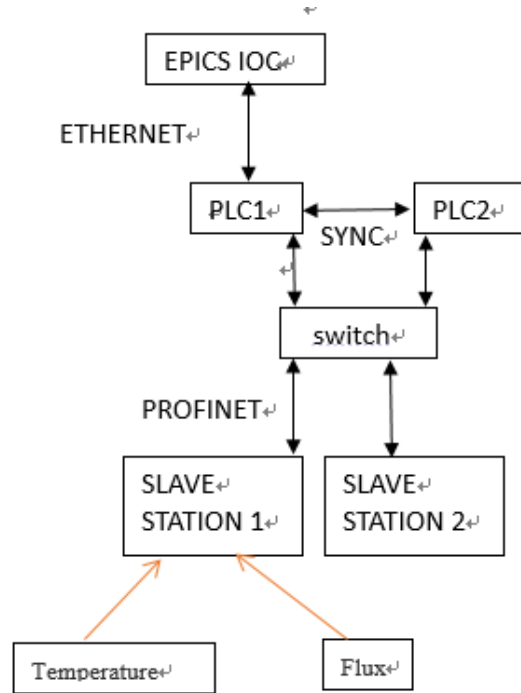 EPICS IOC
ETHERNET
PLC1
PLC2
SYNC
switch
PROFINET
SLAVE
STATION 1
SLAVE
STATION 2
Temperature
Flux